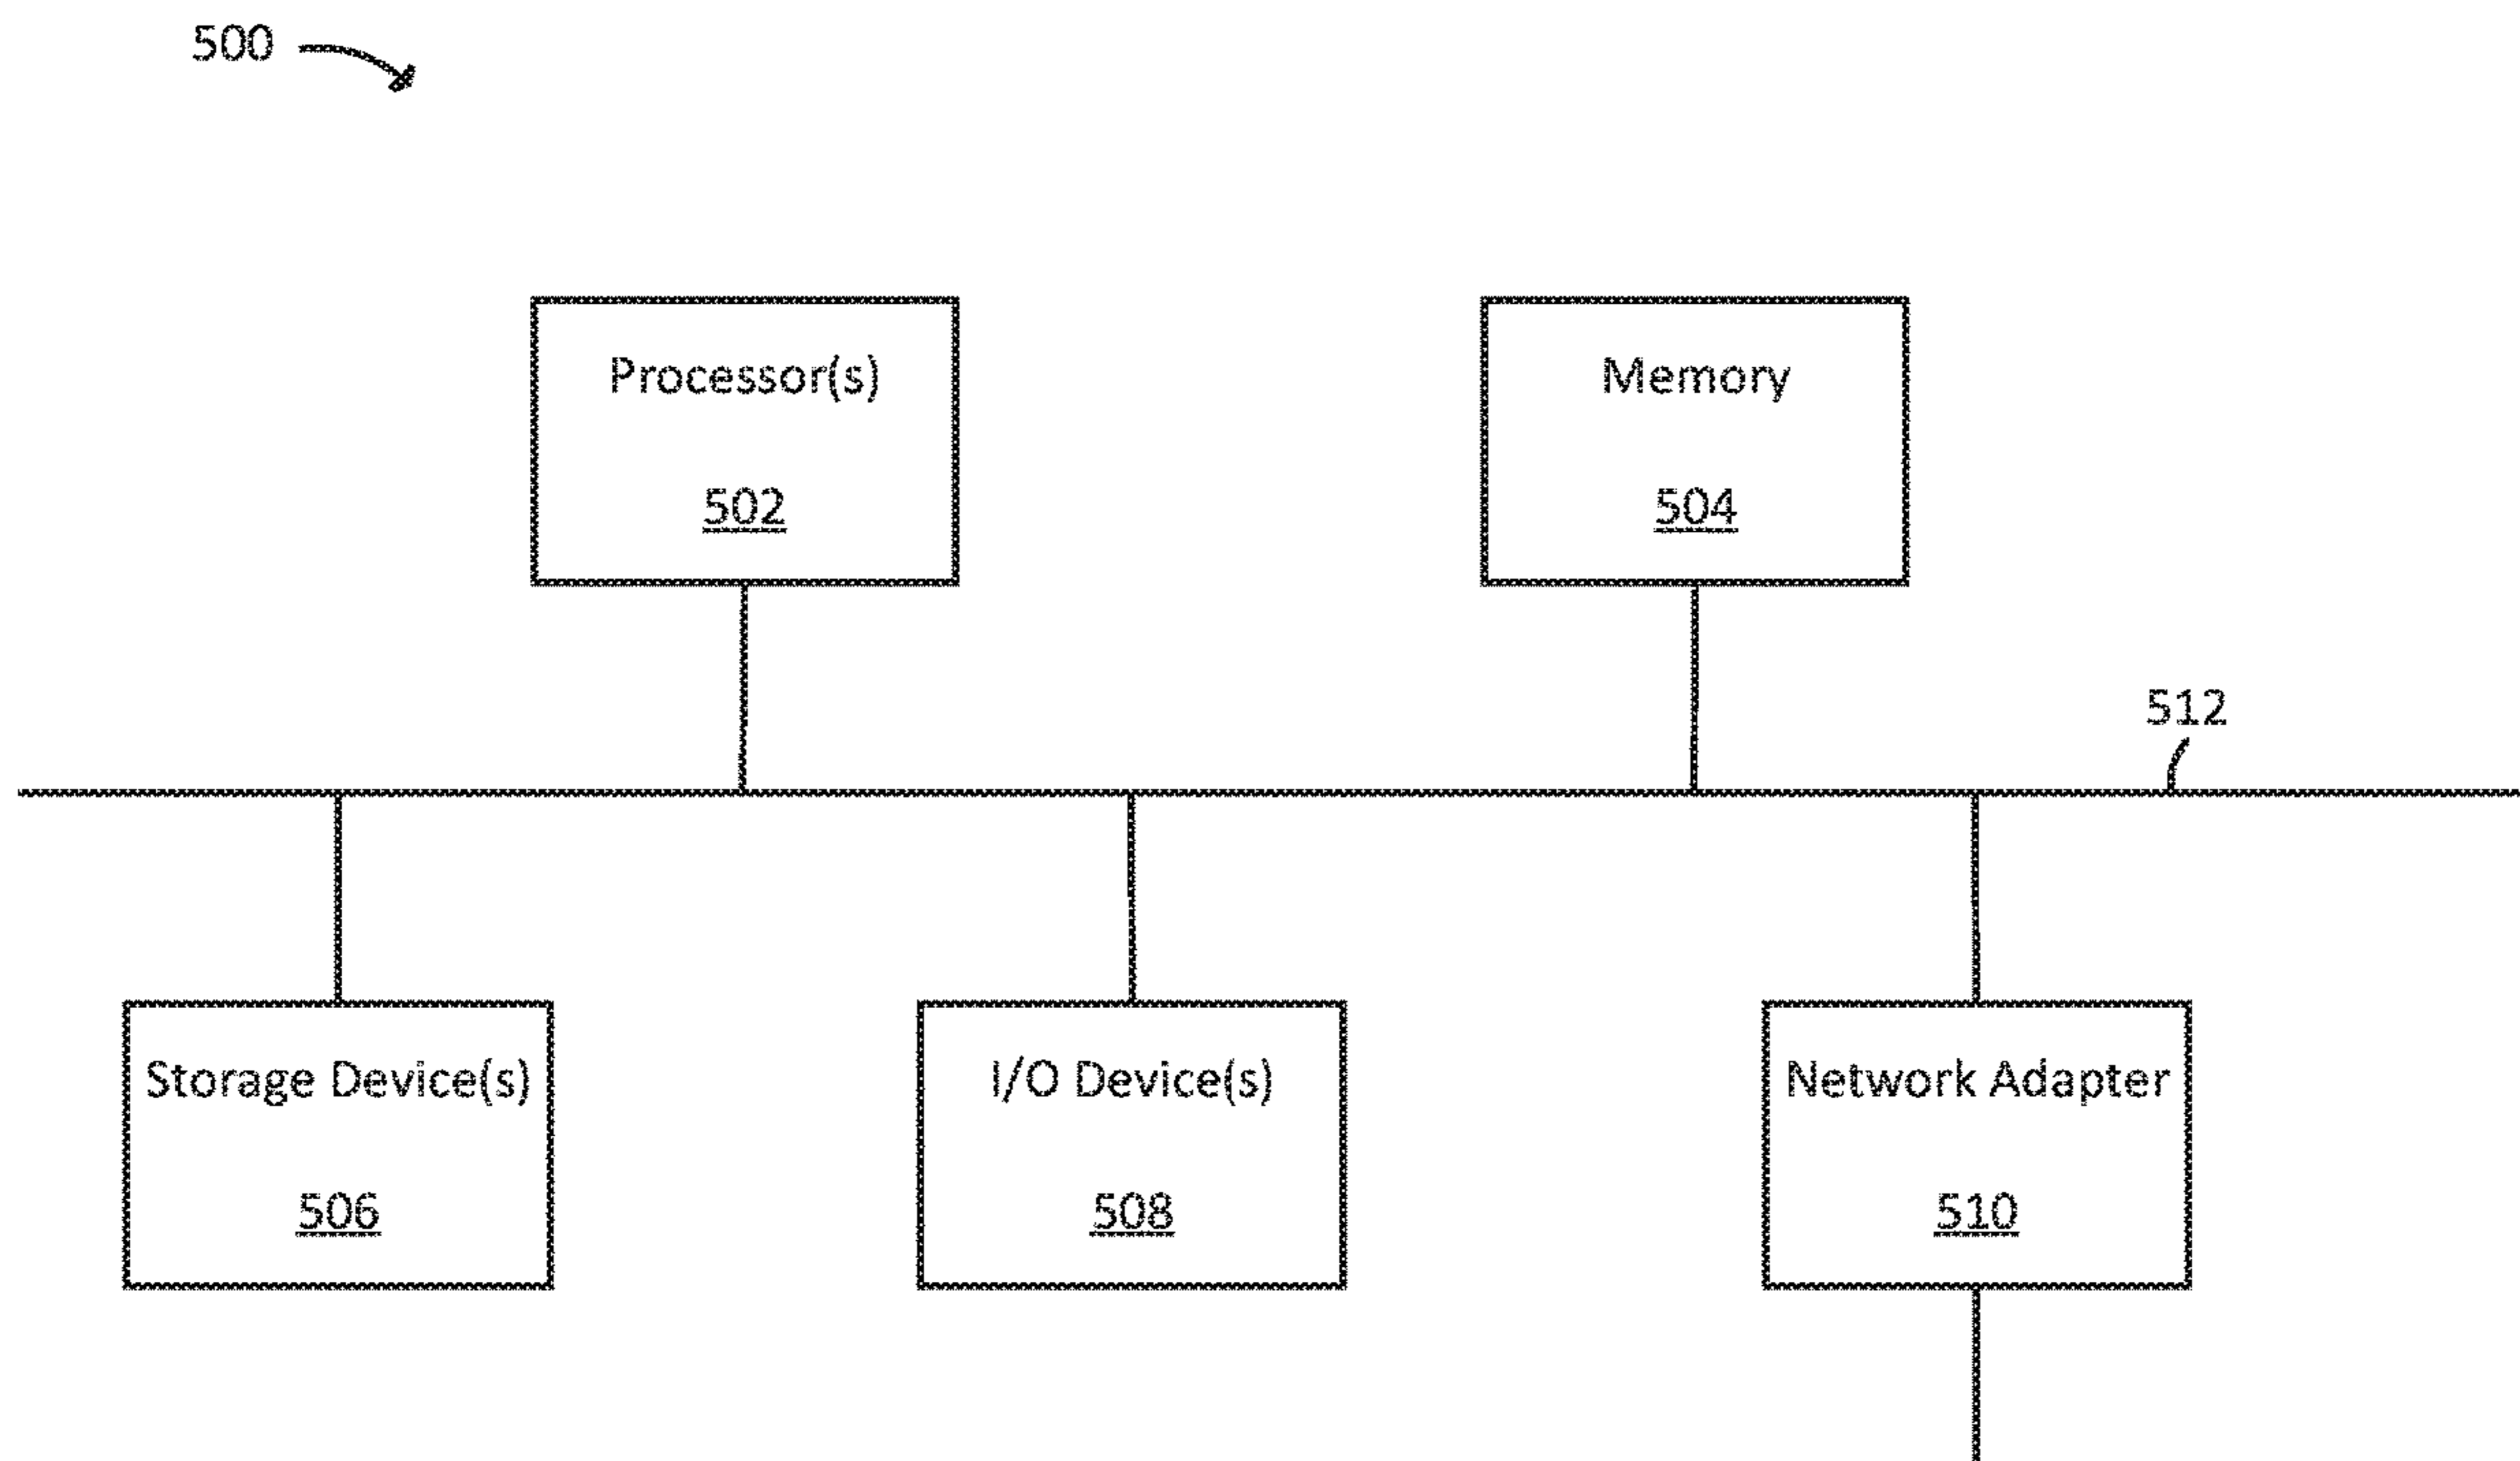 500
Processor(s)
502
Memory
504
512
Storage Device(s)
506
I/O Device(s)
508
Network Adapter
510